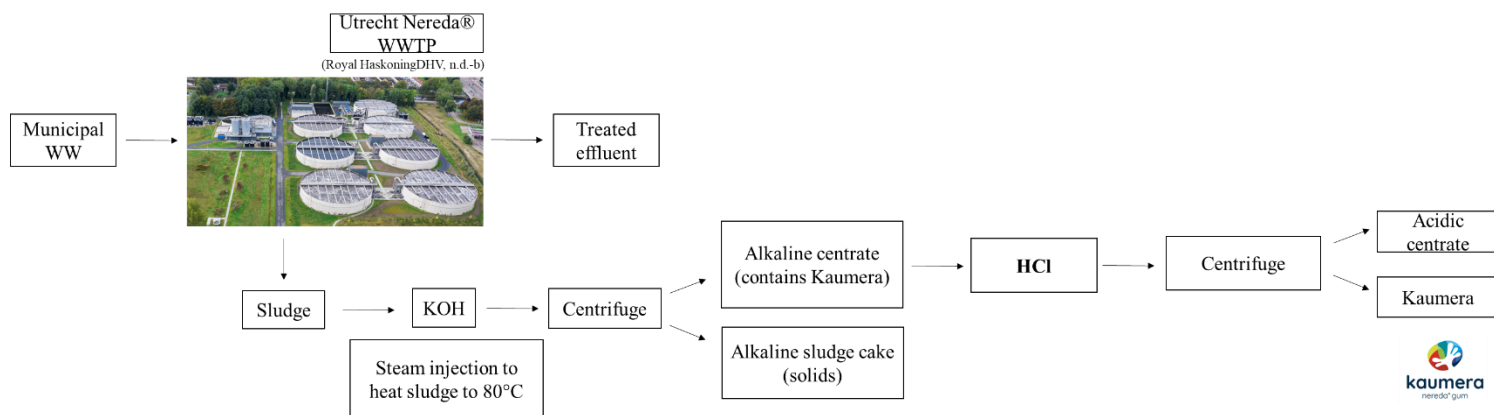 Utrecht Nereda®
WWTP
(Royal HaskoningDHV, n.d.-b)
Municipal
WW
Treated
effluent
Sludge
KOH
Steam injection to
heat sludge to 80°C
Centrifuge
Alkaline centrate
(contains Kaumera)
Alkaline sludge cake
(solids)
HCl
Centrifuge
Acidic
centrate
Kaumera
kaumera
nereda® gum